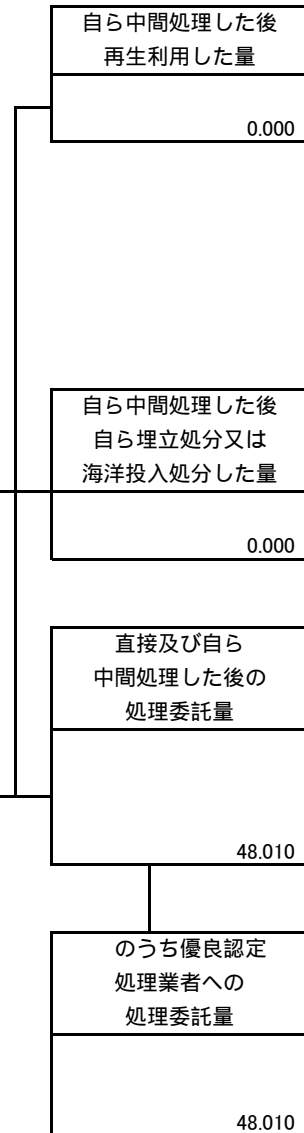 自ら中間処理した後
再生利用した量
0.000
自ら中間処理した後
自ら埋立処分又は
海洋投入処分した量
0.000
直接及び自ら
中間処理した後の
処理委託量
48.010
のうち優良認定
処理業者への
処理委託量
48.010